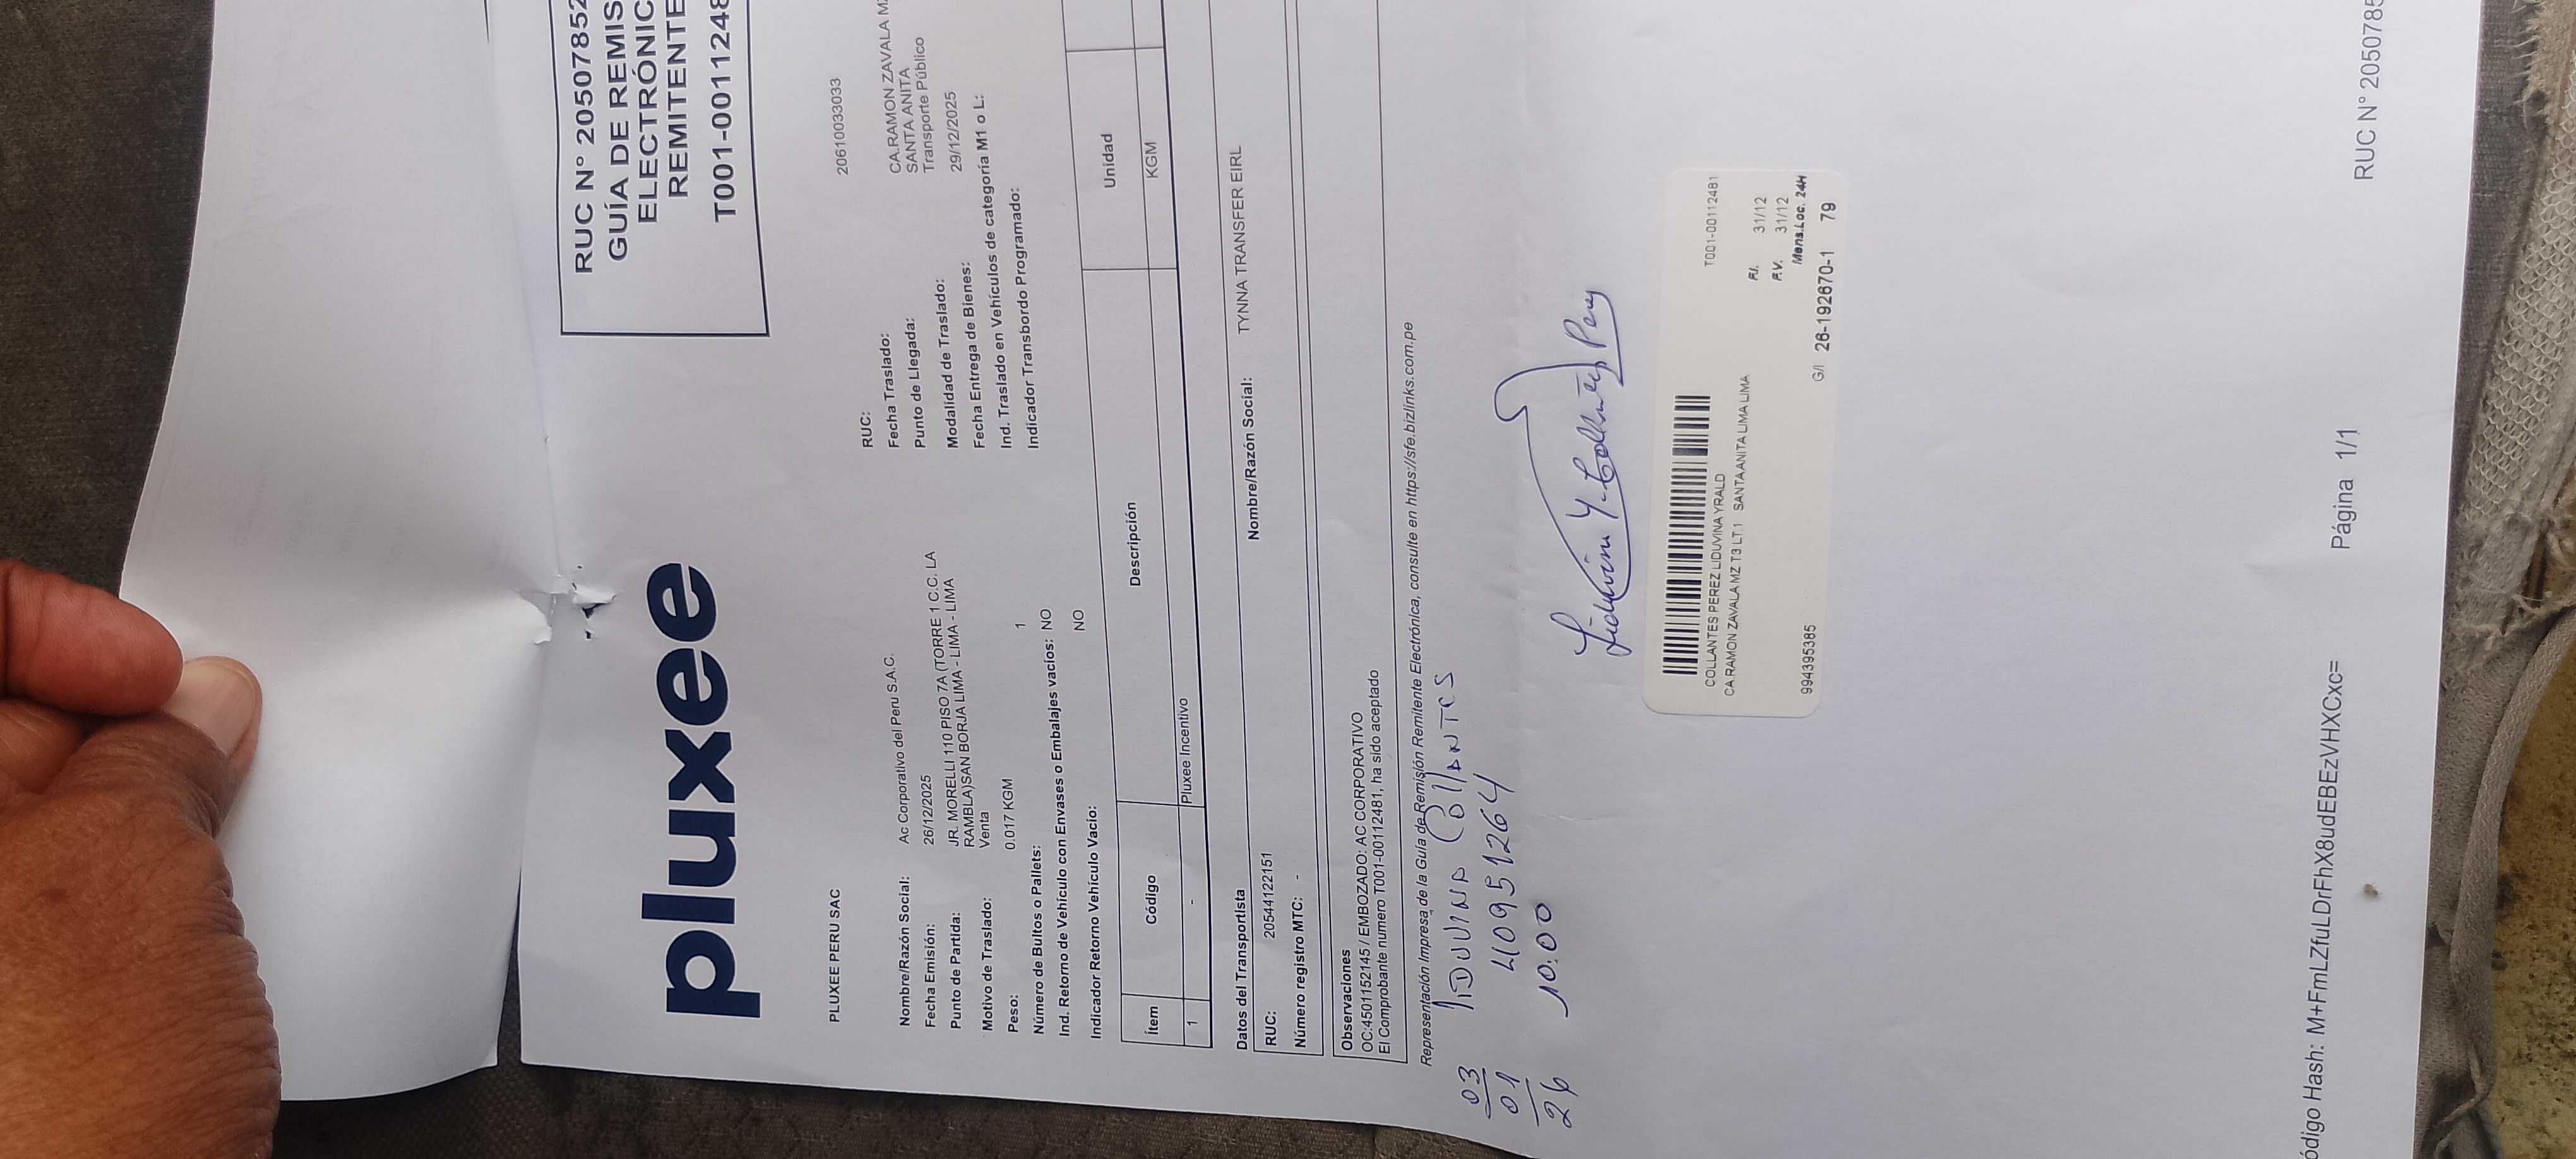 RUC N° 20507852
GUÍA DE REMIS
ELECTRÓNIC
REMITENTE
T001-0011248
pluxee
PLUXEE PERU SAC
RUC: 20610033033
Nombre/Razón Social: Ac Corporativo del Peru S.A.C.
Fecha Traslado:
Fecha Emisión: 26/12/2025
Punto de Llegada: CA.RAMON ZAVALA MZ
SANTA ANITA
Punto de Partida: JR. MORELLI 110 PISO 7A (TORRE 1 C.C. LA
RAMBLA)SAN BORJA LIMA - LIMA - LIMA
Modalidad de Traslado: Transporte Público
Motivo de Traslado: Venta
Fecha Entrega de Bienes: 29/12/2025
Peso: 0.017 KGM
Ind. Traslado en Vehículos de categoría M1 o L:
Número de Bultos o Pallets: 1
Indicador Transbordo Programado:
Ind. Retorno de Vehículo con Envases o Embalajes vacíos: NO
Indicador Retorno Vehículo Vacio: NO
Ítem Código Descripción Unidad
1 - Pluxee Incentivo KGM
Datos del Transportista
RUC: 20544122151 Nombre/Razón Social: TYNNA TRANSFER EIRL
Número registro MTC: -
Observaciones
OC:4501152145 / EMBOZADO: AC CORPORATIVO
El Comprobante numero T001-00112481, ha sido aceptado
Representación Impresa de la Guía de Remisión Remitente Electrónica, consulte en https://sfe.bizlinks.com.pe
03
01
26
LIDUVINA COLLANTES
40951264
10:00
T001-00112481
COLLANTES PEREZ LIDUVINA YRALD
CA RAMON ZAVALA MZ T3 LT.1 SANTA ANITA LIMA LIMA
F.I. 31/12
F.V. 31/12
Mens.Loc. 24H
994395385
G/I 26-192670-1 79
ódigo Hash: M+FmLZfuLDrFhX8udEBEzVHXCxc=
Página 1/1
RUC N° 2050785